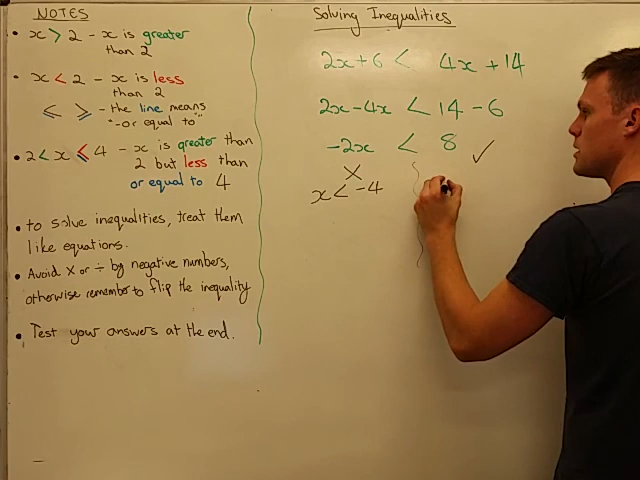 NOTES
• x > 2 - x is greater
than 2
• x < 2 - x is less
than 2
≤ ≥ - the line means
"-or equal to"
• 2 < x ≤ 4 - x is greater than
2 but less than
or equal to 4
• to solve inequalities, treat them
like equations.
• Avoid × or ÷ by negative numbers,
otherwise remember to flip the inequality
• Test your answers at the end.
Solving Inequalities
2x+6 < 4x+14
2x-4x < 14-6
-2x < 8 ✓
×
x < -4